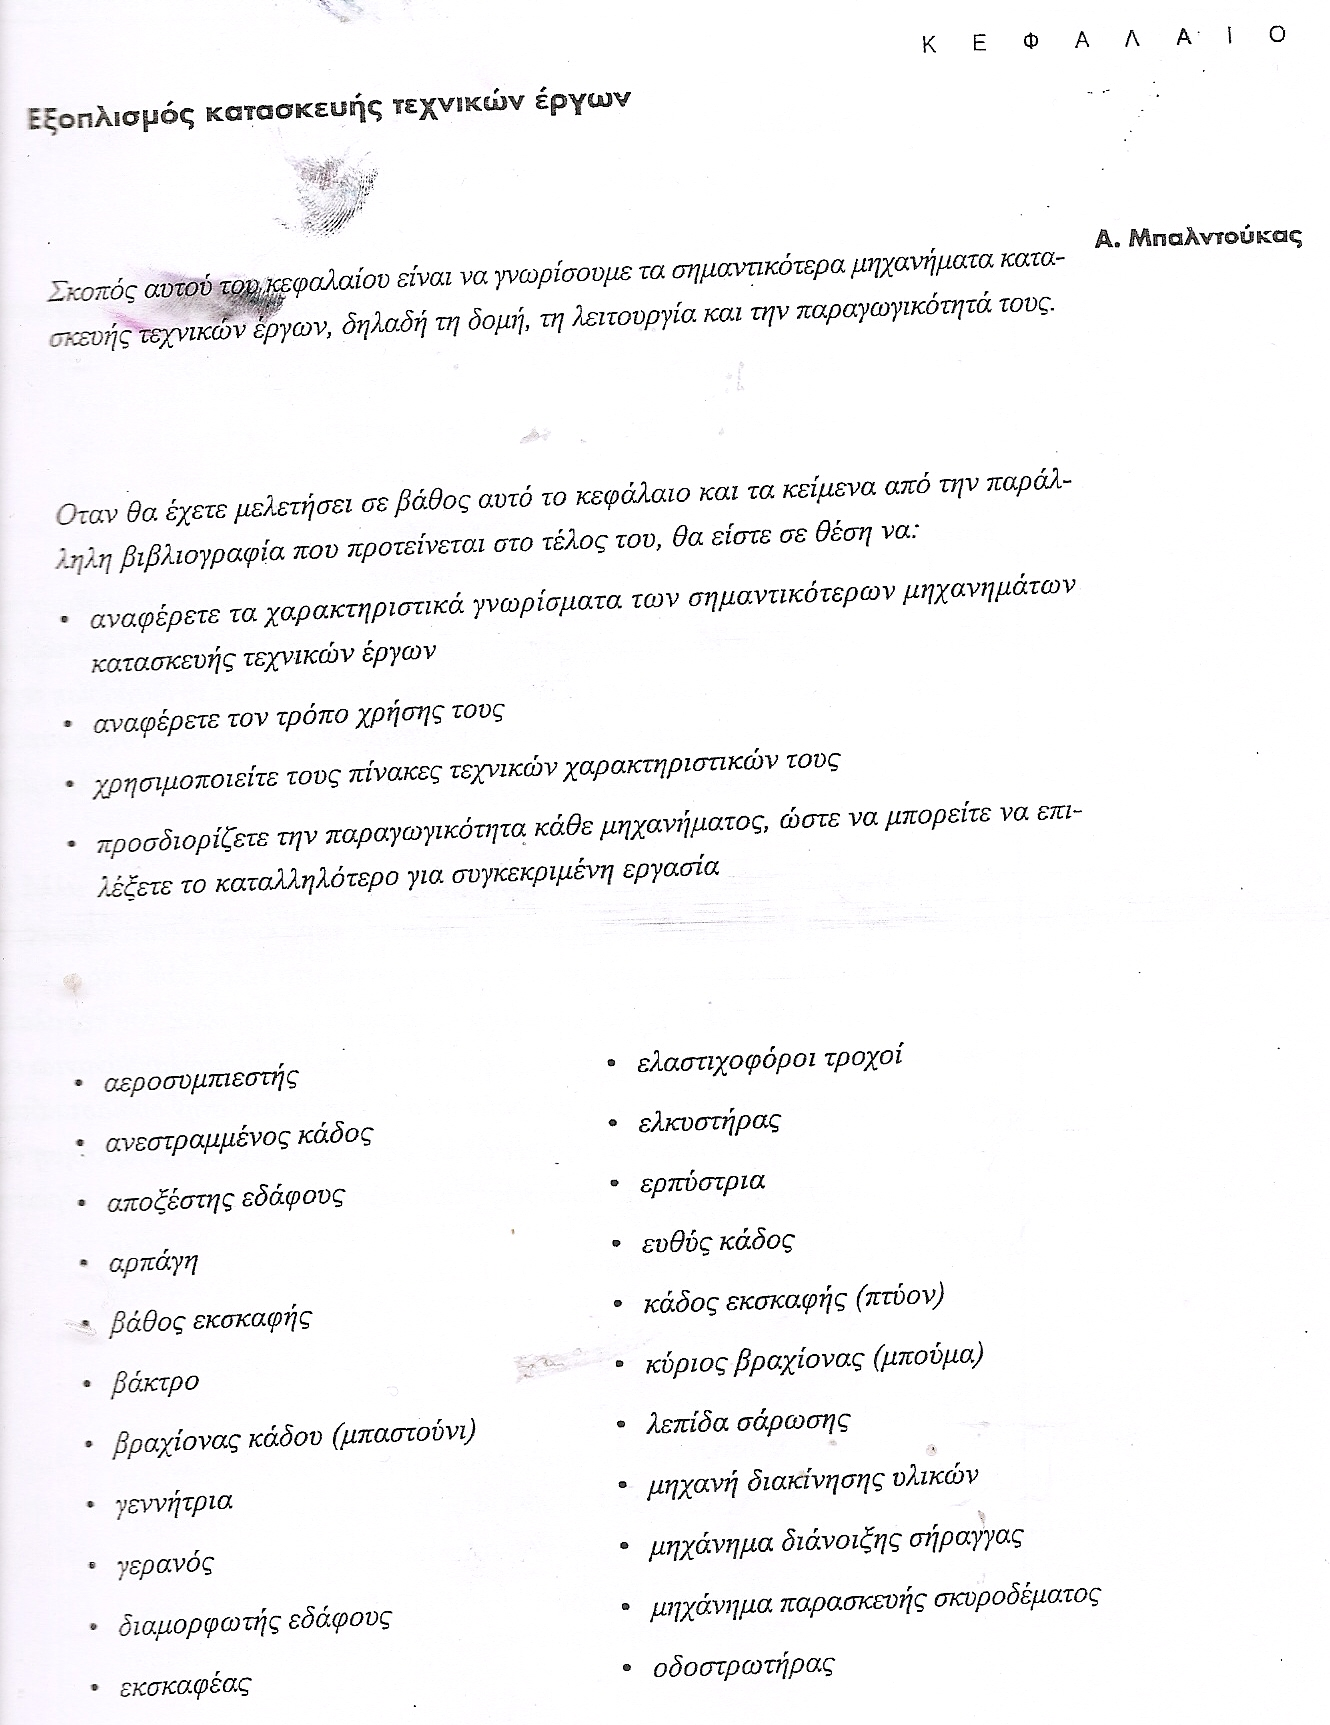 Κ Ε Φ Α Λ Α Ι Ο
Εξοπλισμός κατασκευής τεχνικών έργων
Α. Μπαλντούκας
Σκοπός αυτού του κεφαλαίου είναι να γνωρίσουμε τα σημαντικότερα μηχανήματα κατα-
σκευής τεχνικών έργων, δηλαδή τη δομή, τη λειτουργία και την παραγωγικότητά τους.
Οταν θα έχετε μελετήσει σε βάθος αυτό το κεφάλαιο και τα κείμενα από την παράλ-
ληλη βιβλιογραφία που προτείνεται στο τέλος του, θα είστε σε θέση να:
• αναφέρετε τα χαρακτηριστικά γνωρίσματα των σημαντικότερων μηχανημάτων
κατασκευής τεχνικών έργων
• αναφέρετε τον τρόπο χρήσης τους
• χρησιμοποιείτε τους πίνακες τεχνικών χαρακτηριστικών τους
• προσδιορίζετε την παραγωγικότητα κάθε μηχανήματος, ώστε να μπορείτε να επι-
λέξετε το καταλληλότερο για συγκεκριμένη εργασία
• αεροσυμπιεστής
• ανεστραμμένος κάδος
• αποξέστης εδάφους
• αρπάγη
• βάθος εκσκαφής
• βάκτρο
• βραχίονας κάδου (μπαστούνι)
• γεννήτρια
• γερανός
• διαμορφωτής εδάφους
• εκσκαφέας
• ελαστιχοφόροι τροχοί
• ελκυστήρας
• ερπύστρια
• ευθύς κάδος
• κάδος εκσκαφής (πτύον)
• κύριος βραχίονας (μπούμα)
• λεπίδα σάρωσης
• μηχανή διακίνησης υλικών
• μηχάνημα διάνοιξης σήραγγας
• μηχάνημα παρασκευής σκυροδέματος
• οδοστρωτήρας